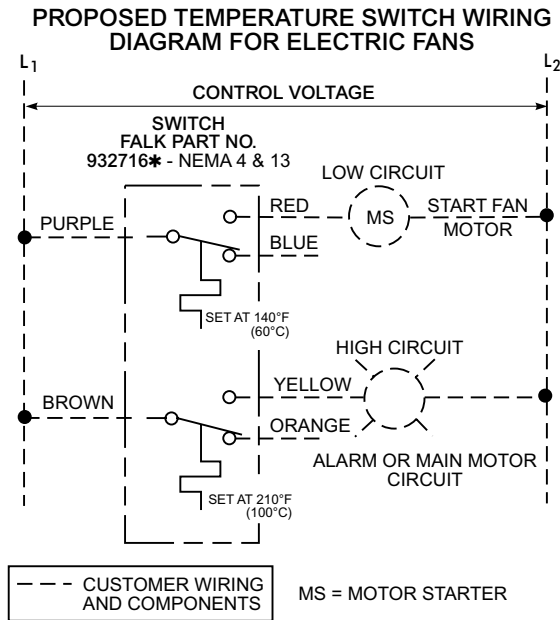 PROPOSED TEMPERATURE SWITCH WIRING
DIAGRAM FOR ELECTRIC FANS
L1
L2
CONTROL VOLTAGE
SWITCH
FALK PART NO.
932716✱ - NEMA 4 & 13
LOW CIRCUIT
RED
MS
START FAN
MOTOR
PURPLE
BLUE
SET AT 140°F
(60°C)
HIGH CIRCUIT
YELLOW
BROWN
ORANGE
ALARM OR MAIN MOTOR
CIRCUIT
SET AT 210°F
(100°C)
CUSTOMER WIRING
AND COMPONENTS
MS = MOTOR STARTER